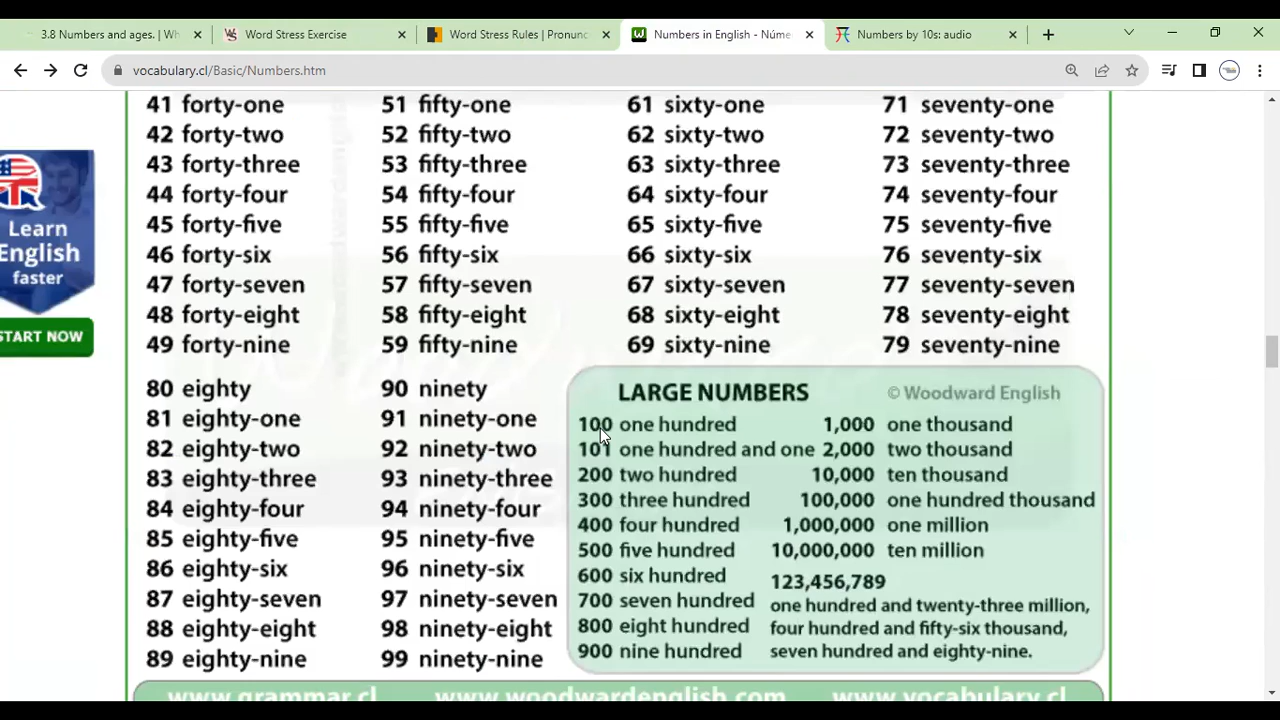 3.8 Numbers and ages. | Wh
Word Stress Exercise
Word Stress Rules | Pronunc
Numbers in English - Núme
Numbers by 10s: audio
vocabulary.cl/Basic/Numbers.htm
41 forty-one 51 fifty-one 61 sixty-one 71 seventy-one
42 forty-two 52 fifty-two 62 sixty-two 72 seventy-two
43 forty-three 53 fifty-three 63 sixty-three 73 seventy-three
44 forty-four 54 fifty-four 64 sixty-four 74 seventy-four
45 forty-five 55 fifty-five 65 sixty-five 75 seventy-five
46 forty-six 56 fifty-six 66 sixty-six 76 seventy-six
47 forty-seven 57 fifty-seven 67 sixty-seven 77 seventy-seven
48 forty-eight 58 fifty-eight 68 sixty-eight 78 seventy-eight
49 forty-nine 59 fifty-nine 69 sixty-nine 79 seventy-nine
Learn
English
faster
START NOW
80 eighty 90 ninety
81 eighty-one 91 ninety-one
82 eighty-two 92 ninety-two
83 eighty-three 93 ninety-three
84 eighty-four 94 ninety-four
85 eighty-five 95 ninety-five
86 eighty-six 96 ninety-six
87 eighty-seven 97 ninety-seven
88 eighty-eight 98 ninety-eight
89 eighty-nine 99 ninety-nine
LARGE NUMBERS © Woodward English
100 one hundred 1,000 one thousand
101 one hundred and one 2,000 two thousand
200 two hundred 10,000 ten thousand
300 three hundred 100,000 one hundred thousand
400 four hundred 1,000,000 one million
500 five hundred 10,000,000 ten million
600 six hundred
700 seven hundred
800 eight hundred
900 nine hundred
123,456,789
one hundred and twenty-three million,
four hundred and fifty-six thousand,
seven hundred and eighty-nine.
www.grammar.cl www.woodwardenglish.com www.vocabulary.cl